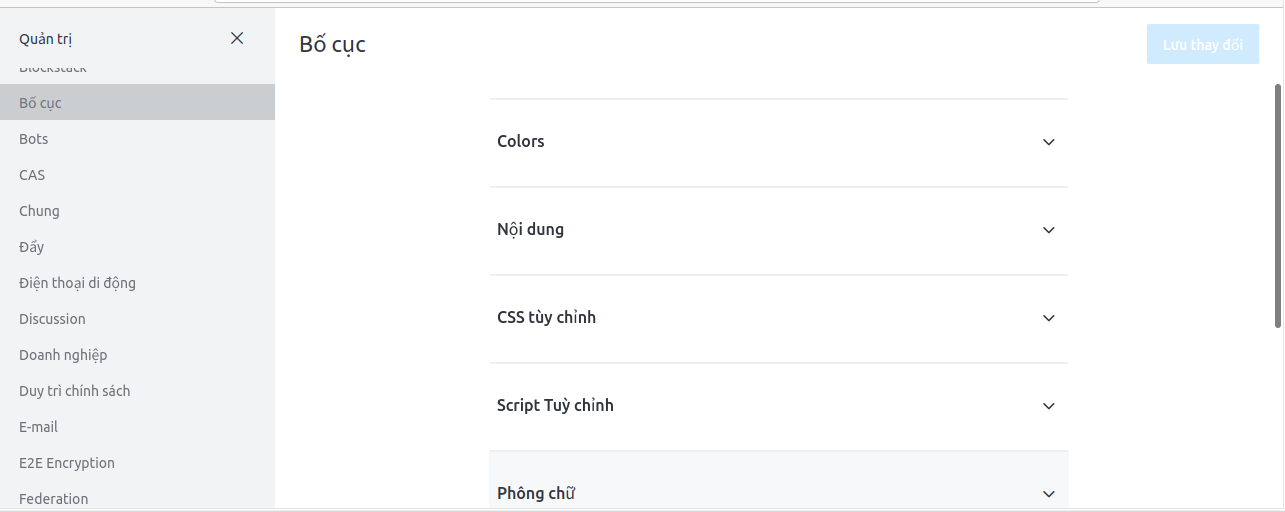 Quản trị
Blockstack
Bố cục
Bots
CAS
Chung
Đẩy
Điện thoại di động
Discussion
Doanh nghiệp
Duy trì chính sách
E-mail
E2E Encryption
Federation
Bố cục
Lưu thay đổi
Colors
Nội dung
CSS tùy chỉnh
Script Tuỳ chỉnh
Phông chữ